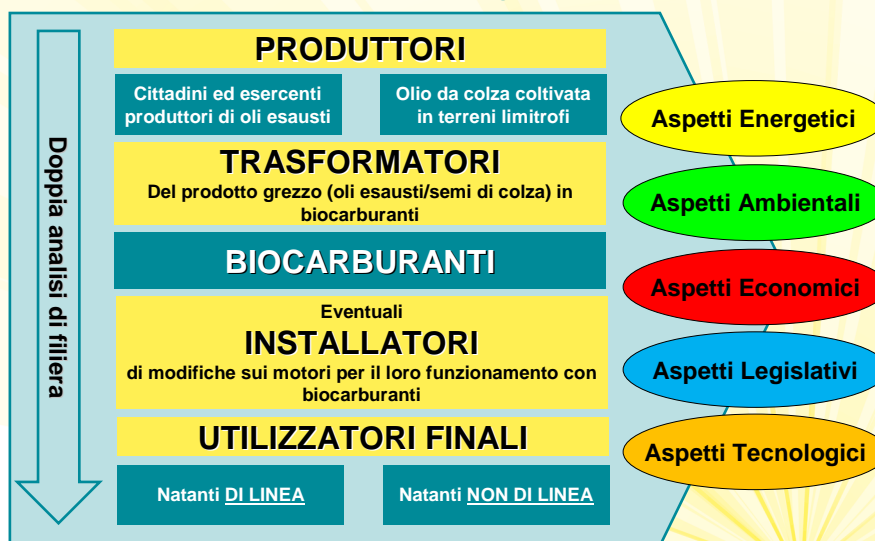 Doppia analisi di filiera
PRODUTTORI
Cittadini ed esercenti
produttori di oli esausti
Olio da colza coltivata
in terreni limitrofi
TRASFORMATORI
Del prodotto grezzo (oli esausti/semi di colza) in
biocarburanti
BIOCARBURANTI
Eventuali
INSTALLATORI
di modifiche sui motori per il loro funzionamento con
biocarburanti
UTILIZZATORI FINALI
Natanti DI LINEA
Natanti NON DI LINEA
Aspetti Energetici
Aspetti Ambientali
Aspetti Economici
Aspetti Legislativi
Aspetti Tecnologici